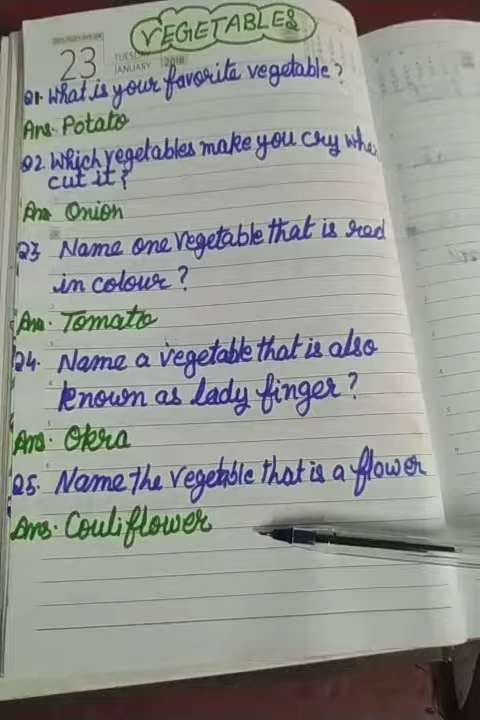 VEGETABLES
23
TUESDAY
JANUARY 2018
Q1. What is your favorite vegetable?
Ans. Potato
Q2. Which vegetables make you cry whe
cut it?
Ans Onion
Q3 Name one vegetable that is red
in colour?
Ans. Tomato
Q4. Name a vegetable that is also
known as lady finger?
Ans. Okra
Q5. Name the vegetable that is a flower
Ans. Couliflower